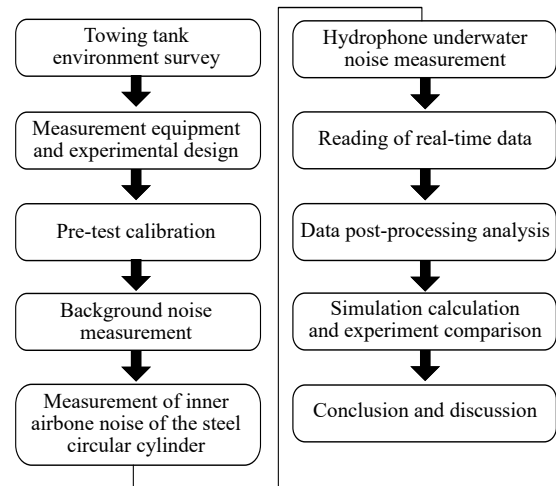 Towing tank
environment survey
Measurement equipment
and experimental design
Pre-test calibration
Background noise
measurement
Measurement of inner
airbone noise of the steel
circular cylinder
Hydrophone underwater
noise measurement
Reading of real-time data
Data post-processing analysis
Simulation calculation
and experiment comparison
Conclusion and discussion